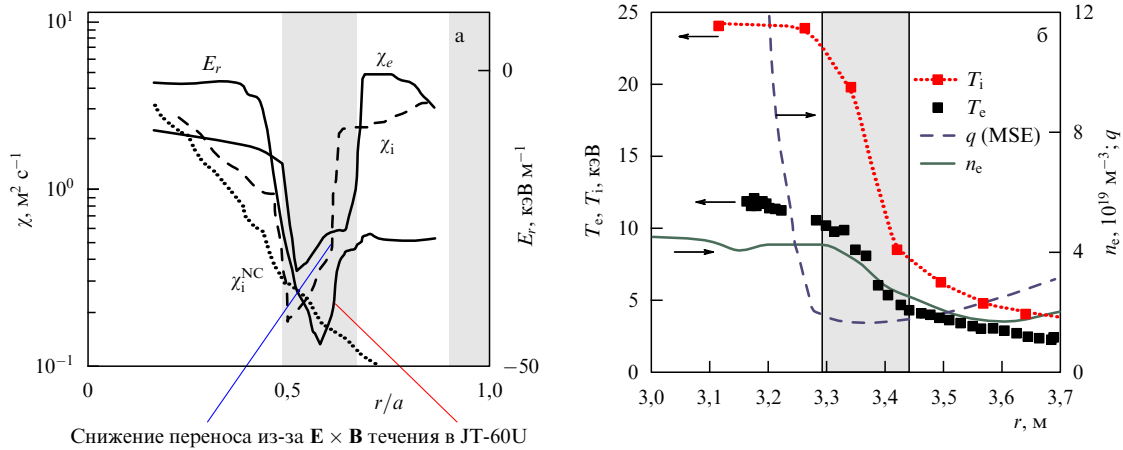 а
10¹
10⁰
10⁻¹
χ, м² с⁻¹
E_r
χ_e
χ_i
χ_i^NC
0
−50
E_r, кэВ м⁻¹
0
0,5
1,0
r/a
Снижение переноса из-за E × B течения в JT-60U
б
25
20
15
10
5
0
T_e, T_i, кэВ
T_i
T_e
q (MSE)
n_e
12
8
4
0
n_e, 10¹⁹ м⁻³; q
3,0
3,1
3,2
3,3
3,4
3,5
3,6
3,7
r, м